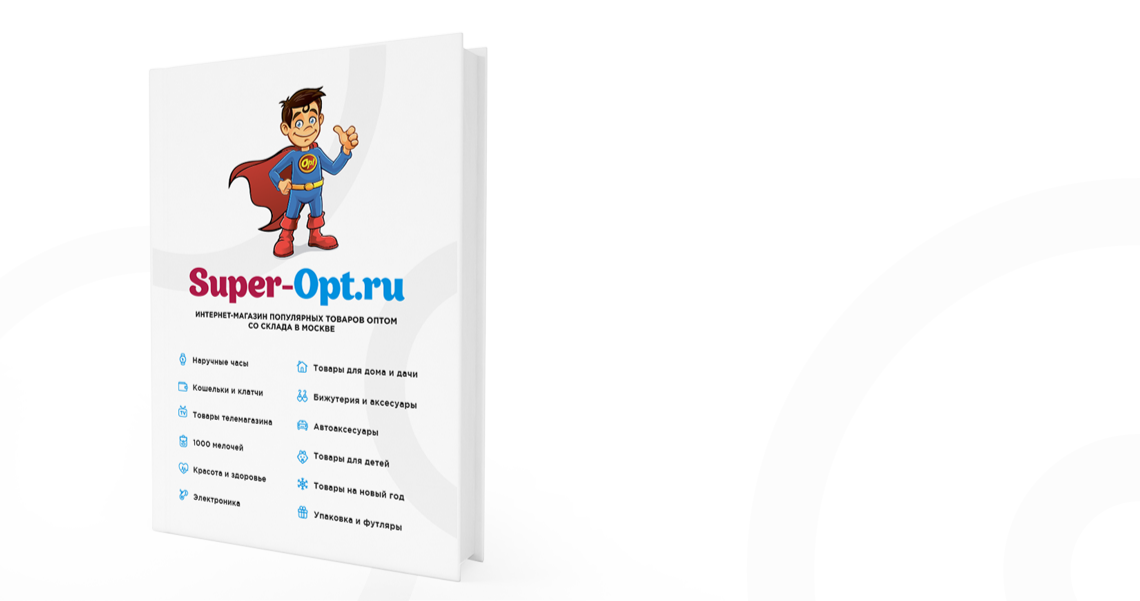 Opt
Super-Opt.ru
ИНТЕРНЕТ-МАГАЗИН ПОПУЛЯРНЫХ ТОВАРОВ ОПТОМ
СО СКЛАДА В МОСКВЕ
Наручные часы
Кошельки и клатчи
Товары телемагазина
1000 мелочей
Красота и здоровье
Электроника
Товары для дома и дачи
Бижутерия и аксесуары
Автоаксесуары
Товары для детей
Товары на новый год
Упаковка и футляры